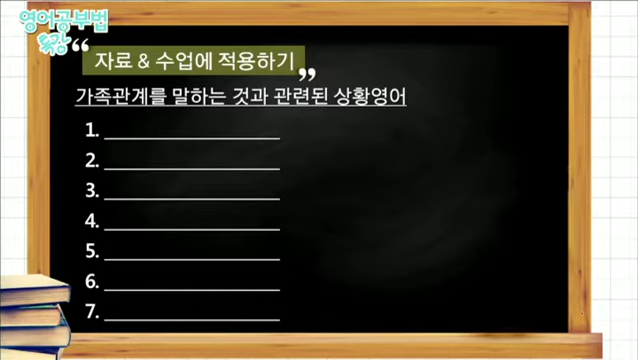 영어공부법
특강
“자료 & 수업에 적용하기”
가족관계를 말하는 것과 관련된 상황영어
1.
2.
3.
4.
5.
6.
7.